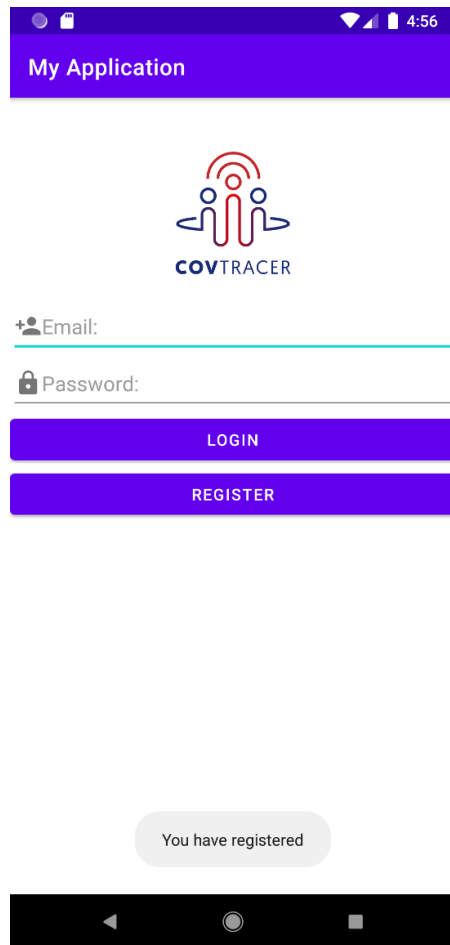 4:56
My Application
COVTRACER
Email:
Password:
LOGIN
REGISTER
You have registered